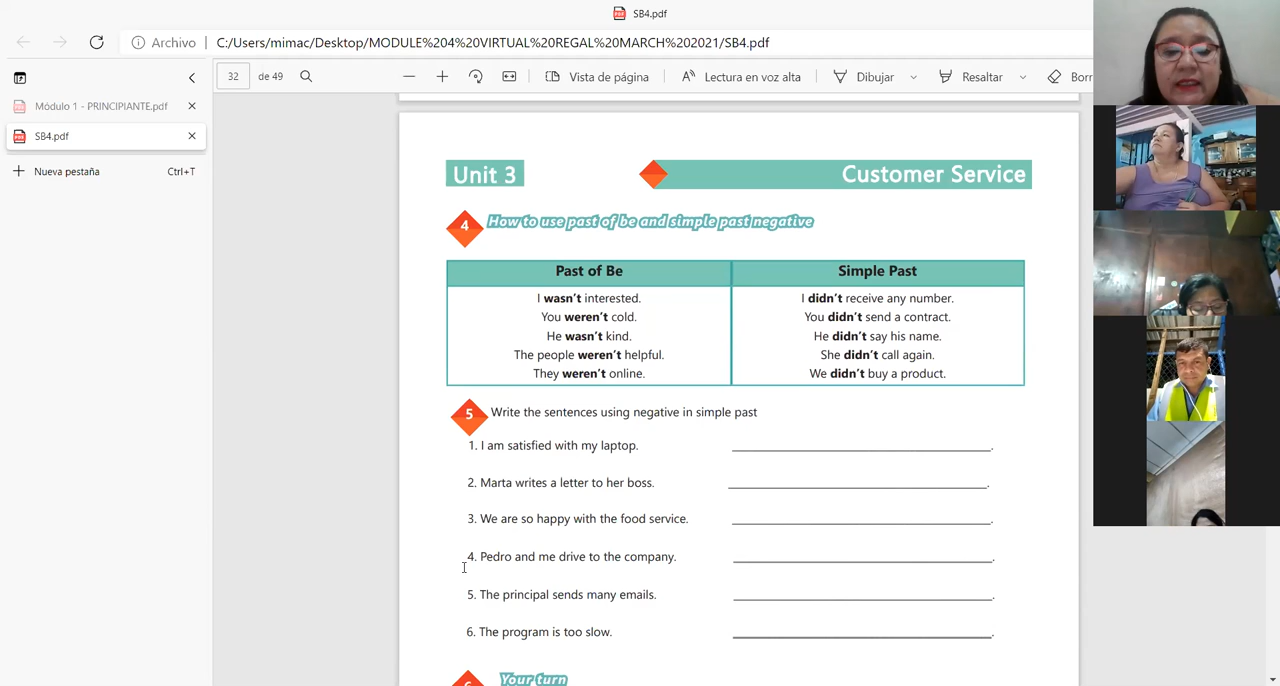 SB4.pdf
Archivo
C:/Users/mimac/Desktop/MODULE%204%20VIRTUAL%20REGAL%20MARCH%202021/SB4.pdf
32 de 49 Vista de página Lectura en voz alta Dibujar Resaltar Borr
Módulo 1 - PRINCIPIANTE.pdf
SB4.pdf
Nueva pestaña Ctrl+T
Unit 3 Customer Service
4 How to use past of be and simple past negative
Past of Be Simple Past
I wasn't interested. I didn't receive any number.
You weren't cold. You didn't send a contract.
He wasn't kind. He didn't say his name.
The people weren't helpful. She didn't call again.
They weren't online. We didn't buy a product.
5 Write the sentences using negative in simple past
1. I am satisfied with my laptop. ______________________.
2. Marta writes a letter to her boss. ______________________.
3. We are so happy with the food service. ______________________.
4. Pedro and me drive to the company. ______________________.
5. The principal sends many emails. ______________________.
6. The program is too slow. ______________________.
Your turn